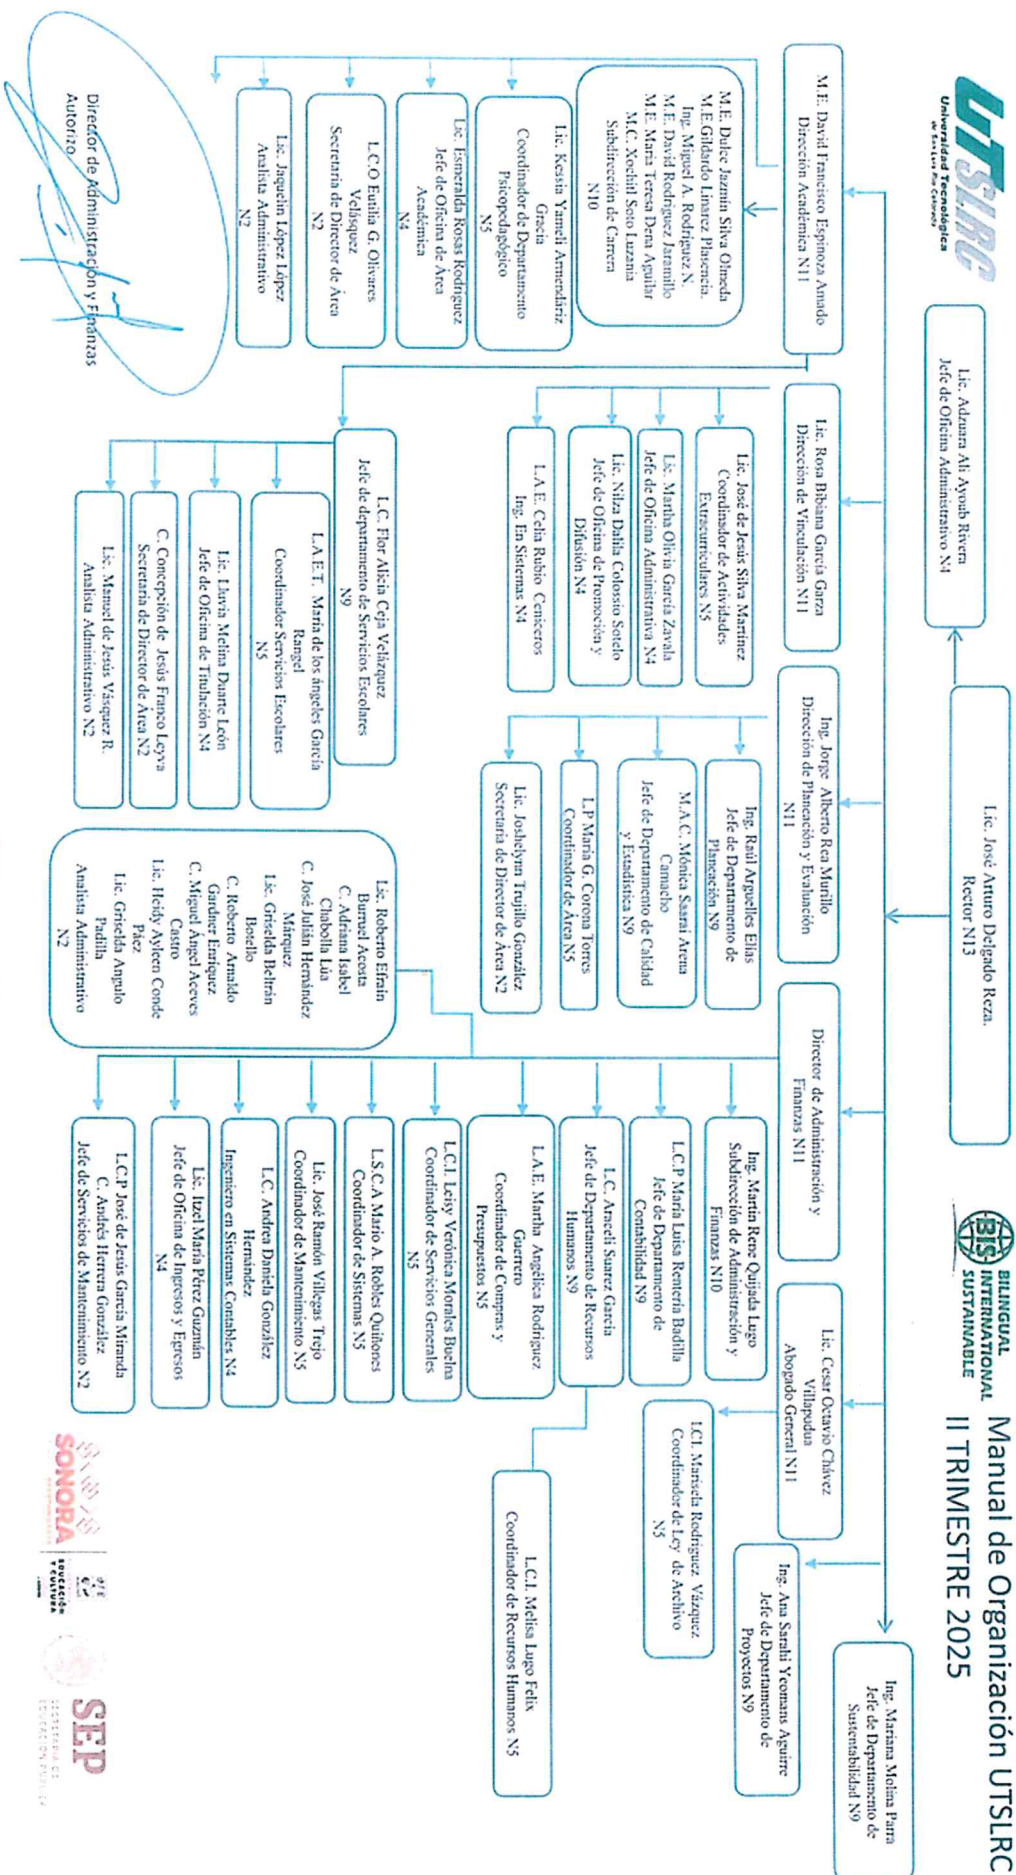 UTSLRC
Universidad Tecnológica
de San Luis Río Colorado
BIS
BILINGUAL
INTERNATIONAL
SUSTAINABLE
Manual de Organización UTSLRC
II TRIMESTRE 2025
Lic. José Arturo Delgado Reza.
Rector N13
Lic. Adzuara Ali Ayoub Rivera
Jefe de Oficina Administrativo N4
Ing. Mariana Molina Parra
Jefe de Departamento de
Sustentabilidad N9
M.E. David Francisco Espinoza Amado
Dirección Académica N11
Lic. Rosa Bibiana García Garza
Dirección de Vinculación N11
Ing. Jorge Alberto Rea Murillo
Dirección de Planeación y Evaluación
N11
Director de Administración y
Finanzas N11
Lic. Cesar Octavio Chávez
Villapudua
Abogado General N11
Ing. Ana Sarahi Yeomans Aguirre
Jefe de Departamento de
Proyectos N9
M.E. Dulce Jazmín Silva Olmeda
M.E.Gildardo Linarez Plasencia.
Ing. Miguel A. Rodríguez N.
M.E. David Rodríguez Jaramillo
M.E. Maria Teresa Dena Aguilar
M.C. Xochitl Soto Luzania
Subdirección de Carrera
N10
Lic. Kessia Yameli Armendáriz
Gracia
Coordinador de Departamento
Psicopedagógico
N5
Lic. Esmeralda Rosas Rodríguez
Jefe de Oficina de Área
Académica
N4
L.C.O Eutilia G. Olivares
Velásquez
Secretaria de Director de Área
N2
Lic. Jaquelin López López
Analista Administrativo
N2
L.C. Flor Alicia Ceja Velázquez
Jefe de departamento de Servicios Escolares
N9
L.A.E.T. Maria de los ángeles García
Rangel
Coordinador Servicios Escolares
N5
Lic. Lluvia Melina Duarte León
Jefe de Oficina de Titulación N4
C. Concepción de Jesús Franco Leyva
Secretaria de Director de Área N2
Lic. Manuel de Jesús Vásquez R.
Analista Administrativo N2
Lic. José de Jesús Silva Martínez
Coordinador de Actividades
Extracurriculares N5
Lic. Martha Olivia García Zavala
Jefe de Oficina Administrativa N4
Lic. Nilza Dalila Colossio Sotelo
Jefe de Oficina de Promoción y
Difusión N4
L.A.E. Celia Rubio Ceniceros
Ing. En Sistemas N4
Ing. Raúl Arguelles Elías
Jefe de Departamento de
Planeación N9
M.A.C. Mónica Saarai Arena
Camacho
Jefe de Departamento de Calidad
y Estadística N9
L.P Maria G. Corona Torres
Coordinador de Área N5
Lic. Joshelynn Trujillo González
Secretaria de Director de Área N2
Lic. Roberto Efraín
Burruel Acosta
C. Adriana Isabel
Chabolla Lúa
C. José Julián Hernández
Márquez
Lic. Griselda Beltrán
Botello
C. Roberto Arnaldo
Gardner Enríquez
C. Miguel Ángel Aceves
Castro
Lic. Heidy Ayleen Conde
Páez
Lic. Griselda Angulo
Padilla
Analista Administrativo
N2
Ing. Martin Rene Quijada Lugo
Subdirección de Administración y
Finanzas N10
L.C.P María Luisa Rentería Badilla
Jefe de Departamento de
Contabilidad N9
L.C. Araceli Suarez García
Jefe de Departamento de Recursos
Humanos N9
L.A.E. Martha Angélica Rodríguez
Guerrero
Coordinador de Compras y
Presupuestos N5
L.C.I. Leisy Verónica Morales Buelna
Coordinador de Servicios Generales
N5
L.S.C.A Mario A. Robles Quiñones
Coordinador de Sistemas N5
Lic. José Ramón Villegas Trejo
Coordinador de Mantenimiento N5
L.C. Andrea Daniela González
Hernández
Ingeniero en Sistemas Contables N4
Lic. Itzel María Pérez Guzmán
Jefe de Oficina de Ingresos y Egresos
N4
L.C.P José de Jesús García Miranda
C. Andrés Herrera González
Jefe de Servicios de Mantenimiento N2
L.C.I. Marisela Rodríguez Vázquez
Coordinador de Ley de Archivo
N5
L.C.I. Melisa Lugo Felix
Coordinador de Recursos Humanos N5
Director de Administración y Finanzas
Autorizo
SONORA
EDUCACIÓN
Y CULTURA
SEP
SECRETARÍA DE
EDUCACIÓN PÚBLICA